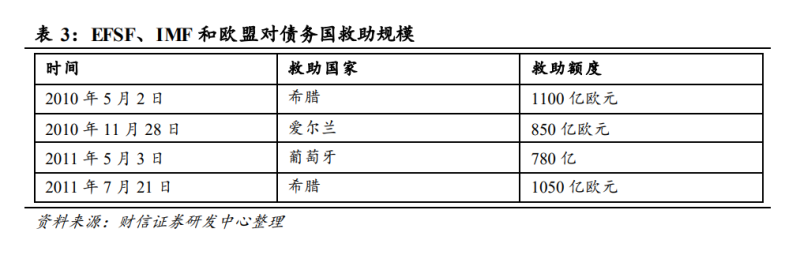 表 3：EFSF、IMF 和欧盟对债务国救助规模
时间 救助国家 救助额度
2010 年 5 月 2 日 希腊 1100 亿欧元
2010 年 11 月 28 日 爱尔兰 850 亿欧元
2011 年 5 月 3 日 葡萄牙 780 亿
2011 年 7 月 21 日 希腊 1050 亿欧元
资料来源：财信证券研发中心整理